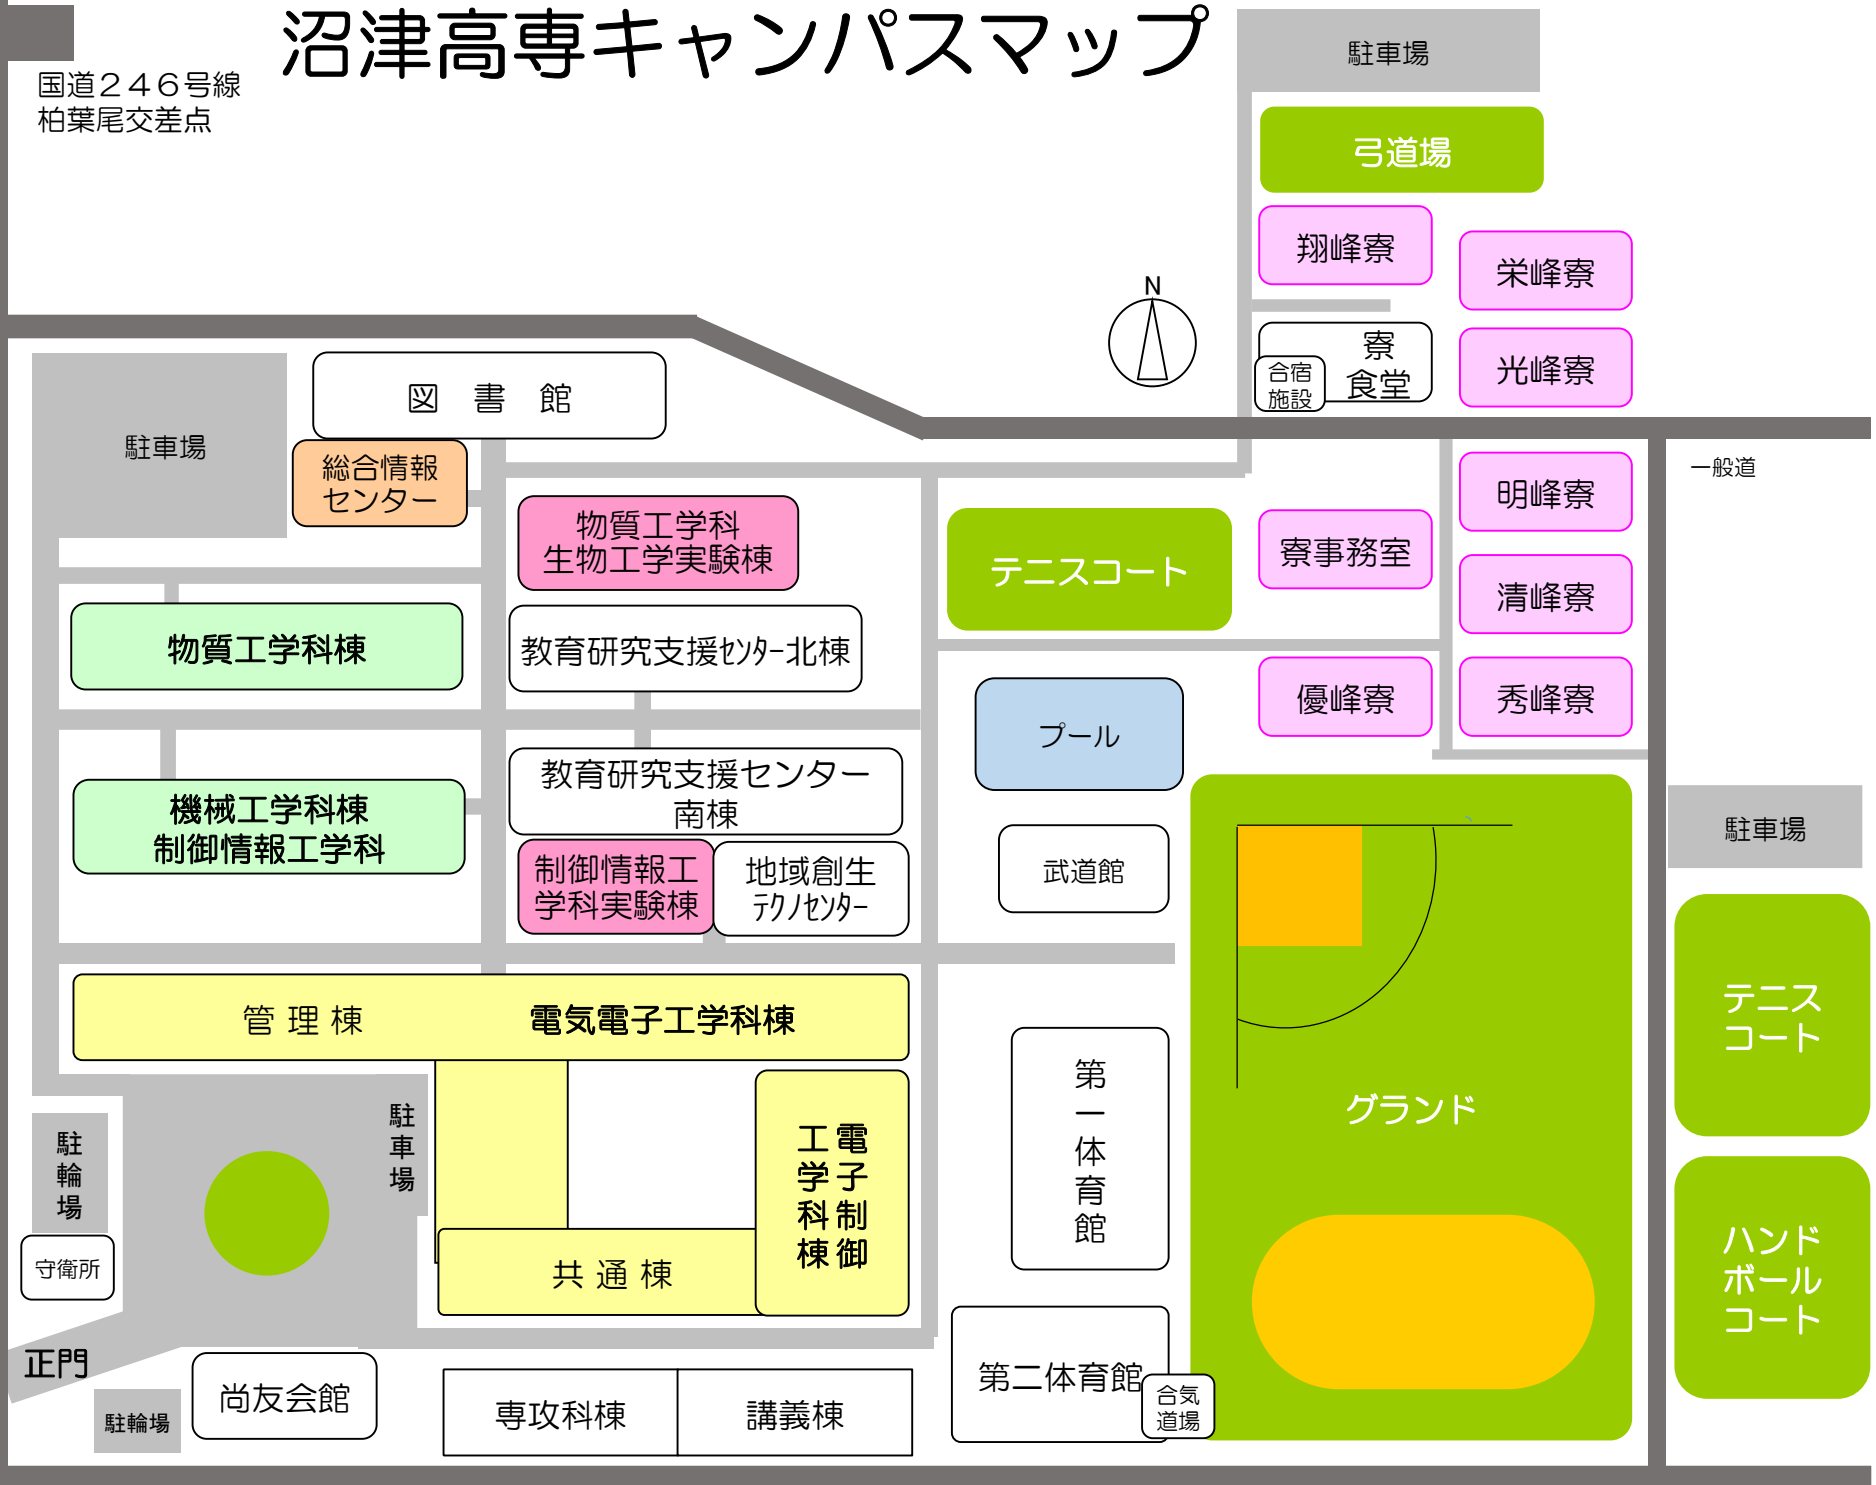 沼津高専キャンパスマップ
国道２４６号線
柏葉尾交差点
駐車場
弓道場
翔峰寮
栄峰寮
N
寮
食堂
合宿
施設
光峰寮
図　書　館
駐車場
総合情報
センター
一般道
明峰寮
物質工学科
生物工学実験棟
テニスコート
寮事務室
清峰寮
物質工学科棟
教育研究支援ｾﾝﾀｰ北棟
優峰寮
秀峰寮
プール
教育研究支援センター
南棟
機械工学科棟
制御情報工学科
制御情報工
学科実験棟
地域創生
ﾃｸﾉｾﾝﾀｰ
武道館
駐車場
管 理 棟
電気電子工学科棟
テニス
コート
第一体育館
グランド
駐車場
駐輪場
電子制御
工学科棟
守衛所
共 通 棟
ハンド
ボール
コート
正門
尚友会館
駐輪場
専攻科棟
講義棟
第二体育館
合気
道場